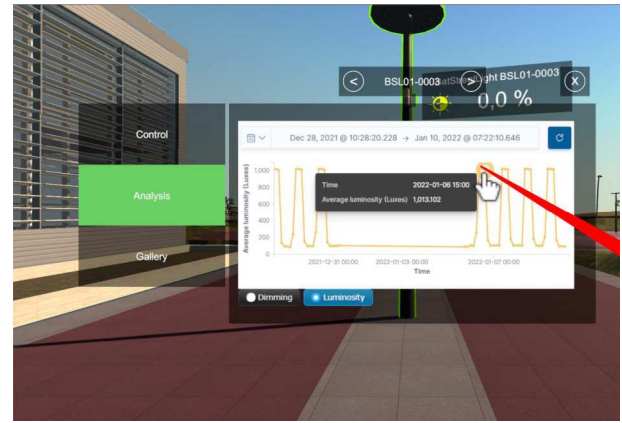 BSL01-0003
Light BSL01-0003
0,0 %
X
Control
Analysis
Gallery
Dec 28, 2021 @ 10:28:20.228 → Jan 10, 2022 @ 07:22:10.646
Average luminosity (Luxes)
1,000
800
600
400
200
0
Time 2022-01-06 15:00
Average luminosity (Luxes) 1,013.102
2021-12-31 00:00 2022-01-03 00:00 2022-01-07 00:00
Time
Dimming Luminosity